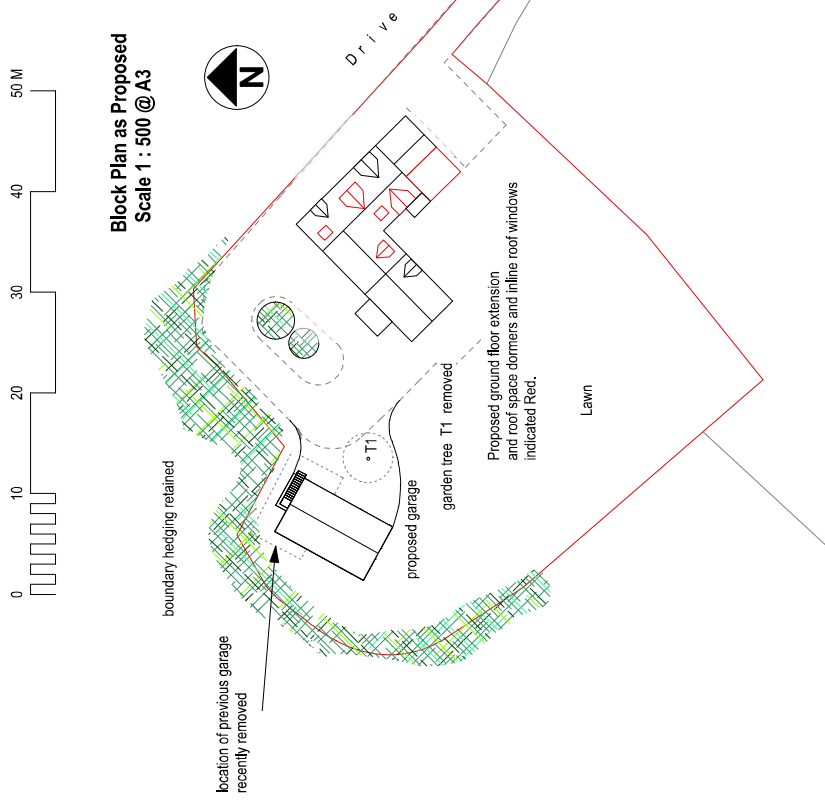 Block Plan as Proposed
Scale 1 : 500 @ A3
N
0
10
20
30
40
50 M
Drive
boundary hedging retained
location of previous garage
recently removed
proposed garage
garden tree T1 removed
T1
Proposed ground floor extension
and roof space dormers and inline roof windows
indicated Red.
Lawn